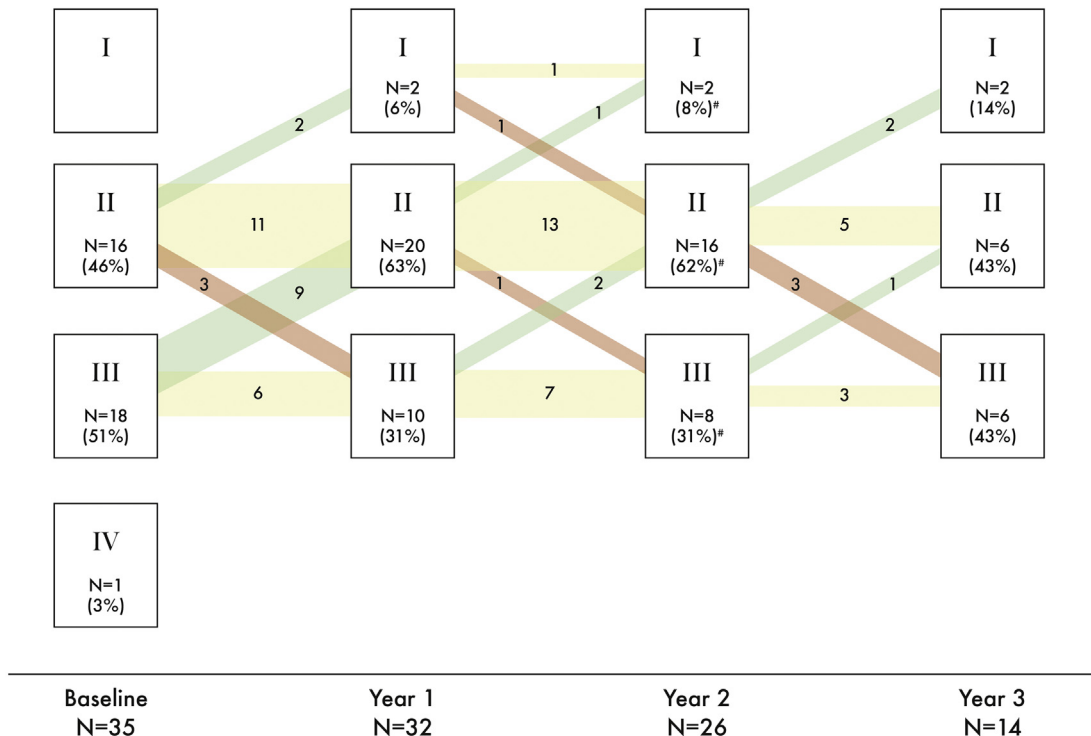 I
I
N=2
(6%)
I
N=2
(8%)#
I
N=2
(14%)
2
1
1
1
2
II
N=16
(46%)
II
N=20
(63%)
II
N=16
(62%)#
II
N=6
(43%)
11
13
5
3
9
1
2
3
1
III
N=18
(51%)
III
N=10
(31%)
III
N=8
(31%)#
III
N=6
(43%)
6
7
3
IV
N=1
(3%)
Baseline
N=35
Year 1
N=32
Year 2
N=26
Year 3
N=14